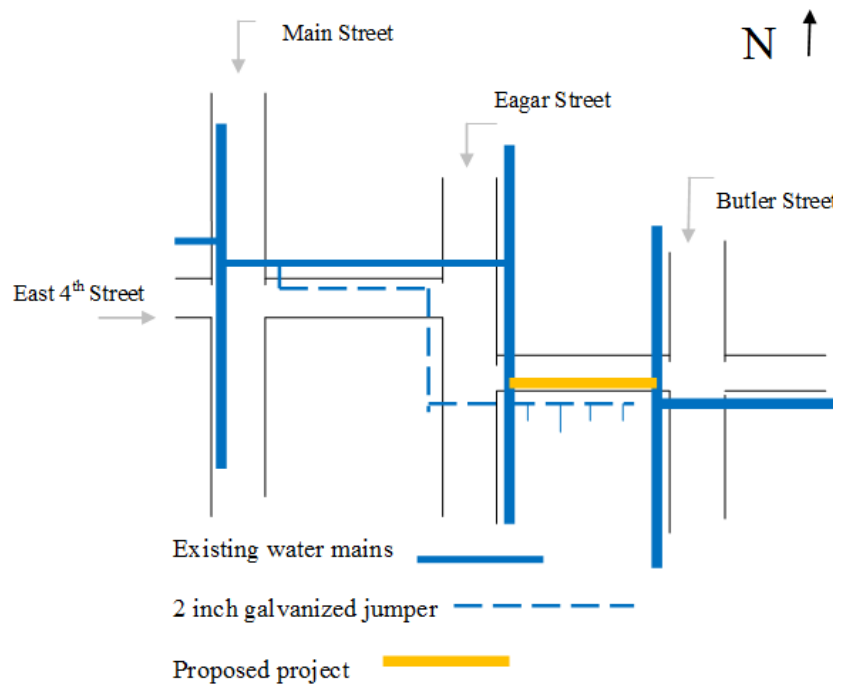 Main Street
N
Eagar Street
Butler Street
East 4th Street
Existing water mains
2 inch galvanized jumper
Proposed project